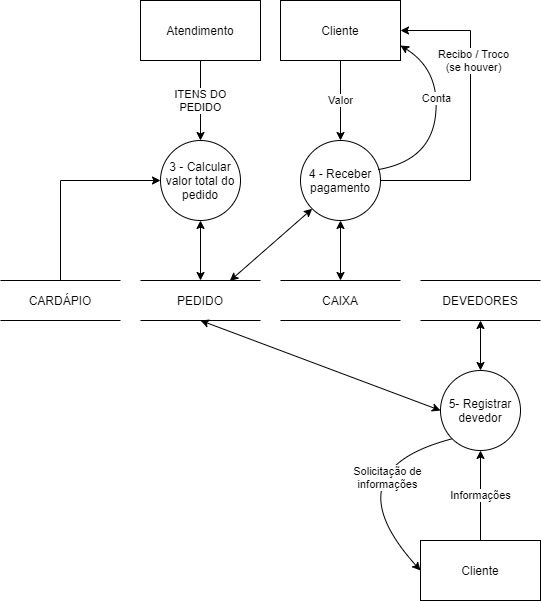 Atendimento
Cliente
Recibo / Troco
(se houver)
ITENS DO
PEDIDO
Valor
Conta
3 - Calcular
valor total do
pedido
4 - Receber
pagamento
CARDÁPIO
PEDIDO
CAIXA
DEVEDORES
5- Registrar
devedor
Solicitação de
informações
Informações
Cliente